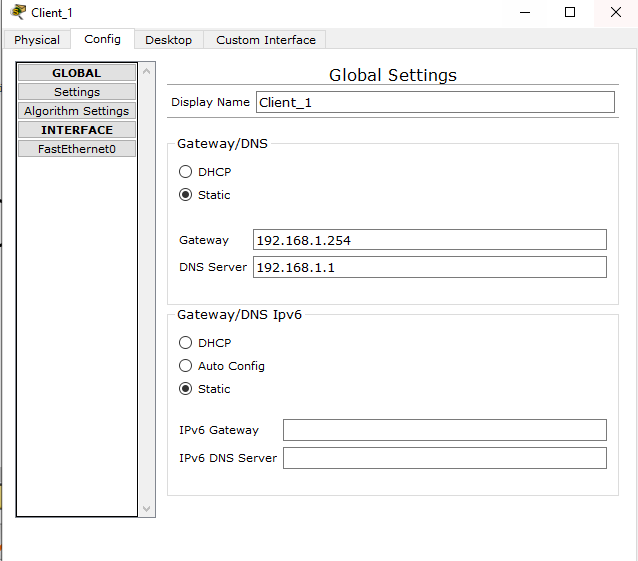 Client_1
Physical Config Desktop Custom Interface
GLOBAL
Settings
Algorithm Settings
INTERFACE
FastEthernet0
Global Settings
Display Name Client_1
Gateway/DNS
DHCP
Static
Gateway 192.168.1.254
DNS Server 192.168.1.1
Gateway/DNS Ipv6
DHCP
Auto Config
Static
IPv6 Gateway
IPv6 DNS Server